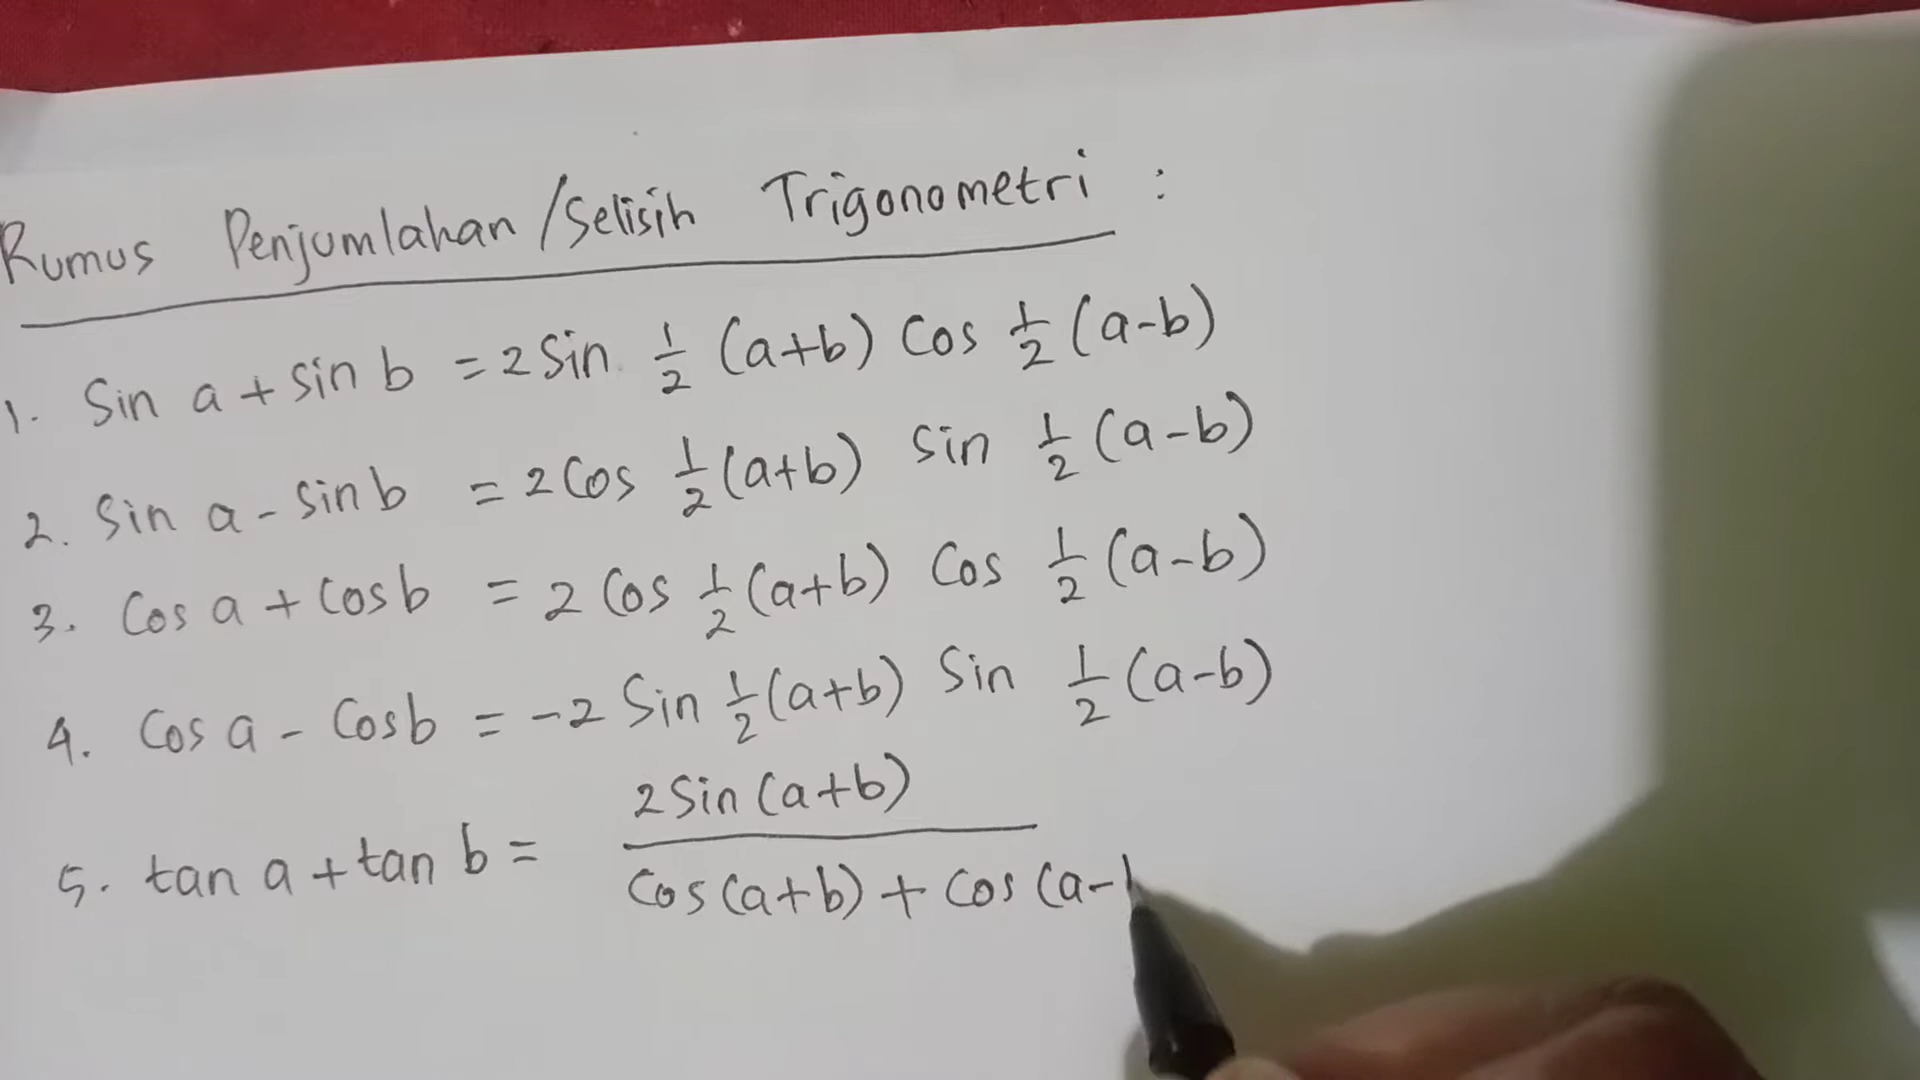 Rumus Penjumlahan/Selisih Trigonometri :
1. Sin a + sin b = 2 Sin 1/2 (a+b) Cos 1/2 (a-b)
2. Sin a - sin b = 2 Cos 1/2 (a+b) sin 1/2 (a-b)
3. Cos a + Cos b = 2 Cos 1/2 (a+b) Cos 1/2 (a-b)
4. Cos a - Cos b = -2 Sin 1/2 (a+b) Sin 1/2 (a-b)
2 Sin (a+b)
5. tan a + tan b =
Cos (a+b) + Cos (a-